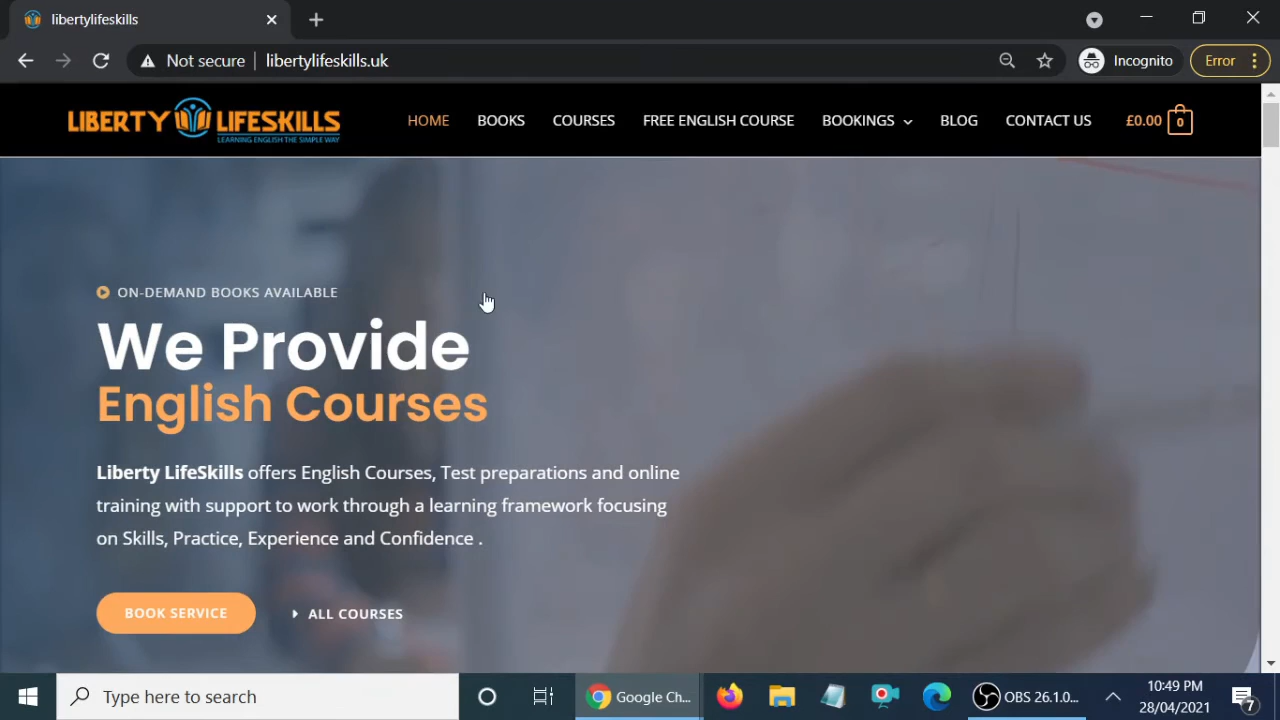 libertylifeskills
Not secure
libertylifeskills.uk
Incognito
Error
LIBERTY LIFESKILLS
LEARNING ENGLISH THE SIMPLE WAY
HOME
BOOKS
COURSES
FREE ENGLISH COURSE
BOOKINGS
BLOG
CONTACT US
£0.00
0
ON-DEMAND BOOKS AVAILABLE
We Provide
English Courses
Liberty LifeSkills offers English Courses, Test preparations and online
training with support to work through a learning framework focusing
on Skills, Practice, Experience and Confidence .
BOOK SERVICE
ALL COURSES
Type here to search
Google Ch...
OBS 26.1.0...
10:49 PM
28/04/2021
7